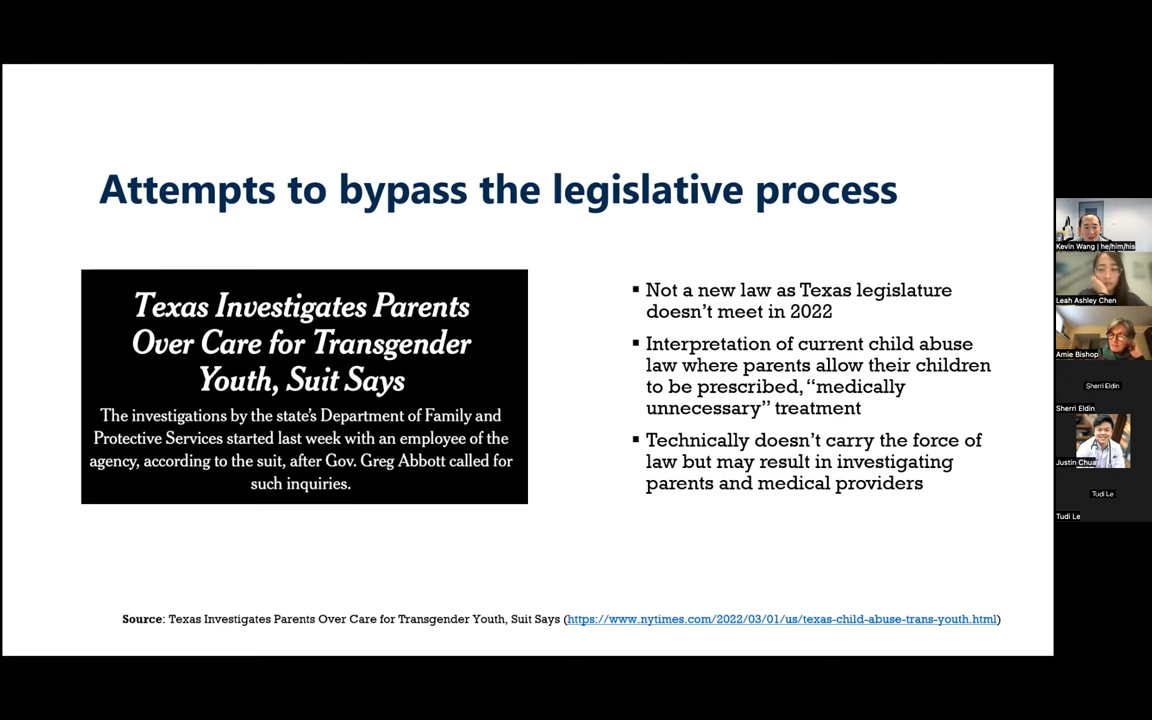 Attempts to bypass the legislative process
Texas Investigates Parents
Over Care for Transgender
Youth, Suit Says
The investigations by the state's Department of Family and
Protective Services started last week with an employee of the
agency, according to the suit, after Gov. Greg Abbott called for
such inquiries.
▪ Not a new law as Texas legislature
doesn't meet in 2022
▪ Interpretation of current child abuse
law where parents allow their children
to be prescribed, “medically
unnecessary” treatment
▪ Technically doesn't carry the force of
law but may result in investigating
parents and medical providers
Source: Texas Investigates Parents Over Care for Transgender Youth, Suit Says (https://www.nytimes.com/2022/03/01/us/texas-child-abuse-trans-youth.html)
Kevin Wang | he/him/his
Leah Ashley Chen
Amie Bishop
Sherri Eldin
Sherri Eldin
Justin Chua
Tudi Le
Tudi Le